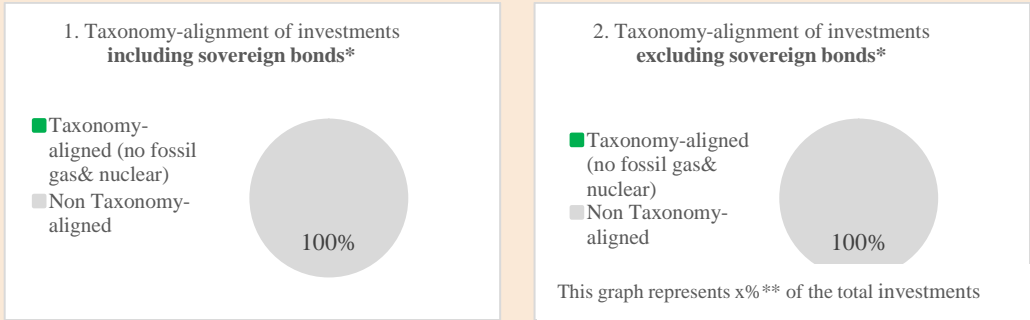 1. Taxonomy-alignment of investments
including sovereign bonds*
Taxonomy-
aligned (no fossil
gas& nuclear)
Non Taxonomy-
aligned
100%
2. Taxonomy-alignment of investments
excluding sovereign bonds*
Taxonomy-aligned
(no fossil gas&
nuclear)
Non Taxonomy-
aligned
100%
This graph represents x%** of the total investments